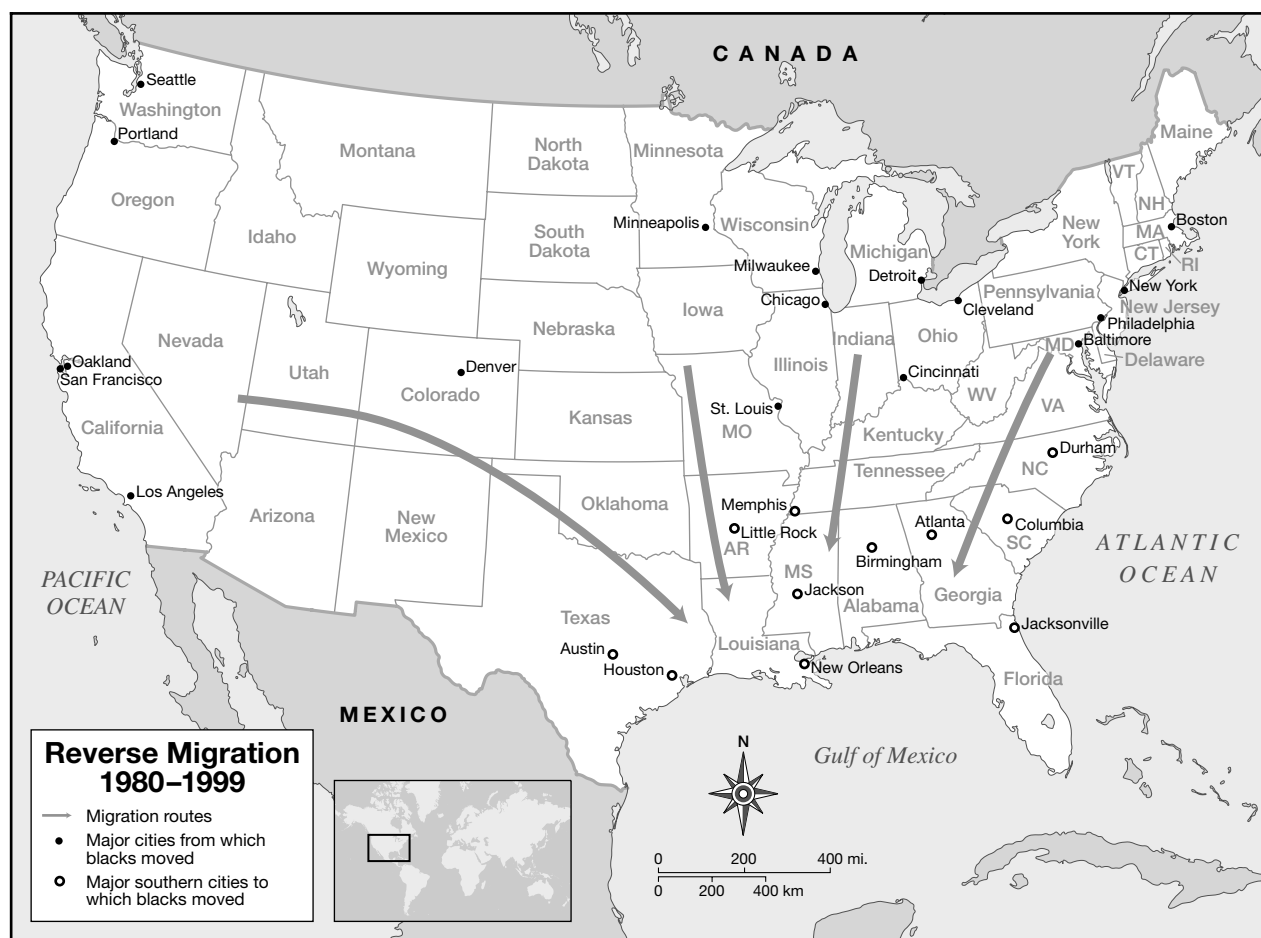 CANADA
Seattle
Washington
Portland
Oregon
Montana
North
Dakota
Minnesota
Idaho
South
Dakota
Minneapolis
Wisconsin
Michigan
Milwaukee
Detroit
Maine
VT
NH
New
York
MA
Boston
CT
RI
Wyoming
Iowa
Chicago
Cleveland
Pennsylvania
New York
New Jersey
Philadelphia
Baltimore
MD
Delaware
Nevada
Nebraska
Illinois
Indiana
Ohio
Oakland
San Francisco
Utah
Denver
Colorado
Cincinnati
WV
VA
California
Kansas
St. Louis
MO
Kentucky
Durham
NC
Tennessee
Los Angeles
Arizona
New
Mexico
Oklahoma
Memphis
Little Rock
AR
Atlanta
Columbia
SC
Birmingham
MS
Jackson
Alabama
Georgia
ATLANTIC
OCEAN
PACIFIC
OCEAN
Texas
Austin
Houston
Louisiana
New Orleans
Jacksonville
Florida
MEXICO
Gulf of Mexico
Reverse Migration
1980–1999
Migration routes
Major cities from which
blacks moved
Major southern cities to
which blacks moved
N
0 200 400 mi.
0 200 400 km